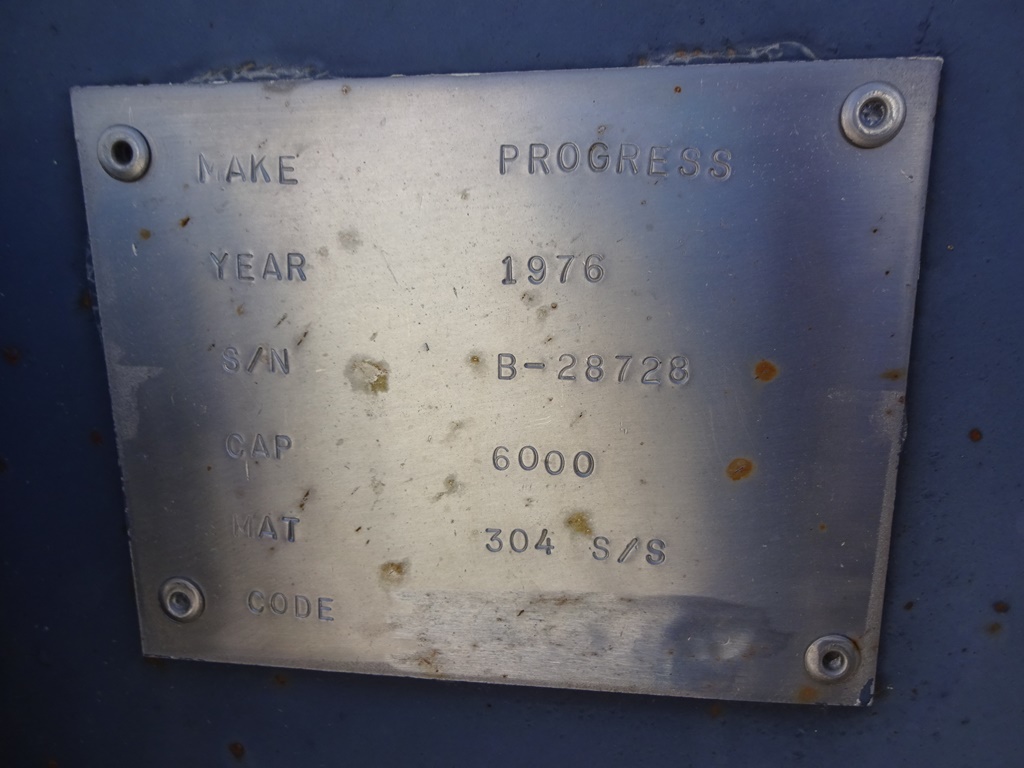 MAKE PROGRESS
YEAR 1976
S/N B-28728
CAP 6000
MAT 304 S/S
CODE